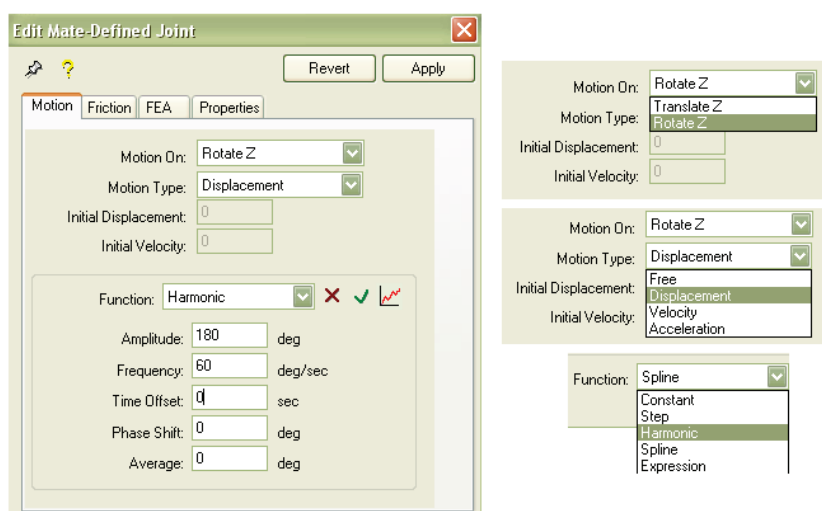 Edit Mate-Defined Joint
Revert Apply
Motion Friction FEA Properties
Motion On: Rotate Z
Motion Type: Displacement
Initial Displacement: 0
Initial Velocity: 0
Function: Harmonic
Amplitude: 180 deg
Frequency: 60 deg/sec
Time Offset: 0 sec
Phase Shift: 0 deg
Average: 0 deg
Motion On: Rotate Z
Translate Z
Motion Type: Rotate Z
Initial Displacement: 0
Initial Velocity: 0
Motion On: Rotate Z
Motion Type: Displacement
Free
Initial Displacement: Displacement
Initial Velocity: Velocity
Acceleration
Function: Spline
Constant
Step
Harmonic
Spline
Expression